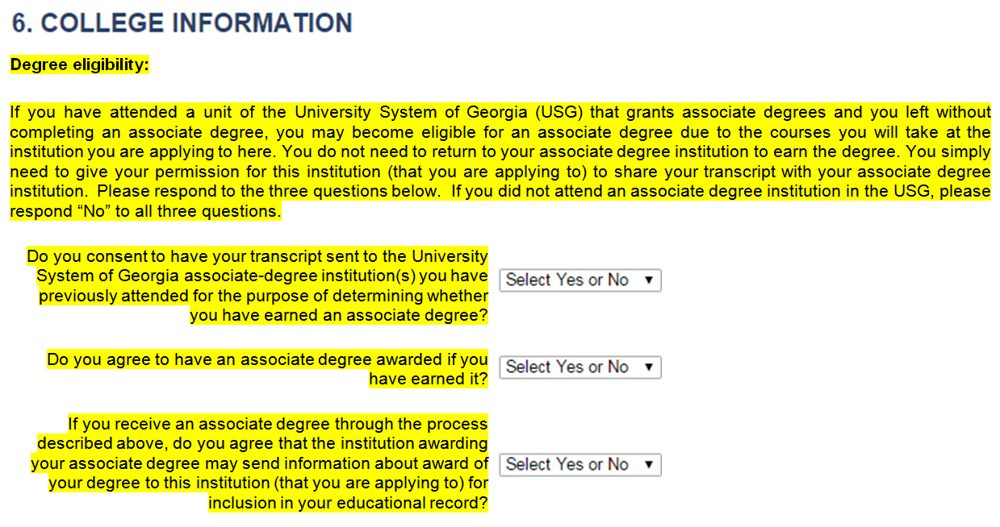 6. COLLEGE INFORMATION
Degree eligibility:
If you have attended a unit of the University System of Georgia (USG) that grants associate degrees and you left without
completing an associate degree, you may become eligible for an associate degree due to the courses you will take at the
institution you are applying to here. You do not need to return to your associate degree institution to earn the degree. You simply
need to give your permission for this institution (that you are applying to) to share your transcript with your associate degree
institution.  Please respond to the three questions below.  If you did not attend an associate degree institution in the USG, please
respond “No” to all three questions.
Do you consent to have your transcript sent to the University
System of Georgia associate-degree institution(s) you have
previously attended for the purpose of determining whether
you have earned an associate degree?
Select Yes or No
Do you agree to have an associate degree awarded if you
have earned it?
Select Yes or No
If you receive an associate degree through the process
described above, do you agree that the institution awarding
your associate degree may send information about award of
your degree to this institution (that you are applying to) for
inclusion in your educational record?
Select Yes or No